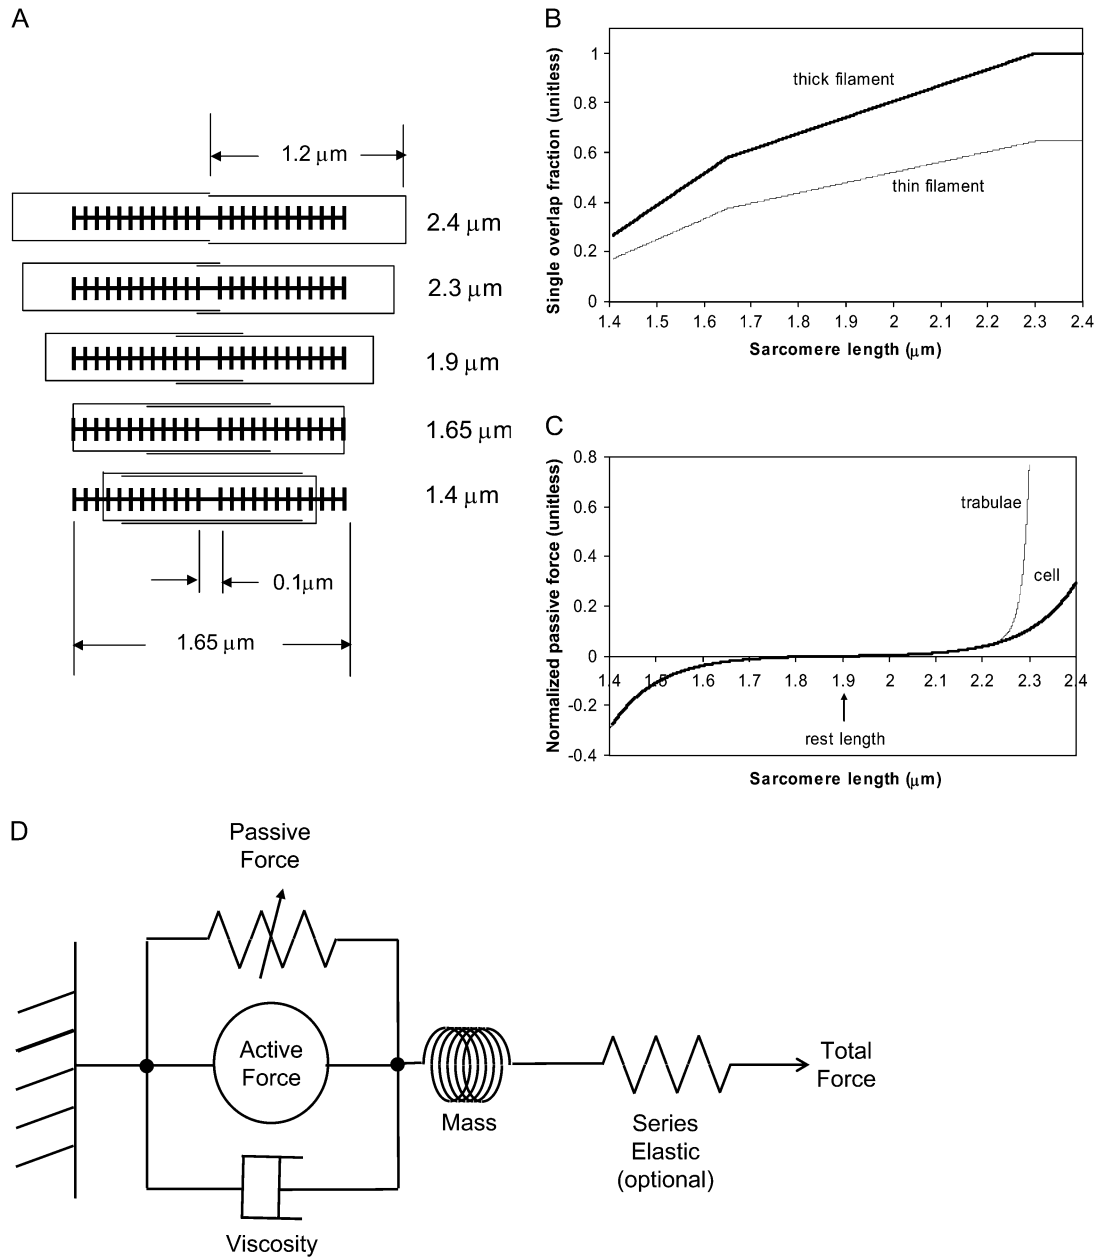 A
1.2 μm
2.4 μm
2.3 μm
1.9 μm
1.65 μm
1.4 μm
0.1μm
1.65 μm
B
Single overlap fraction (unitless)
1
0.8
0.6
0.4
0.2
0
thick filament
thin filament
1.4 1.5 1.6 1.7 1.8 1.9 2 2.1 2.2 2.3 2.4
Sarcomere length (μm)
C
Normalized passive force (unitless)
0.8
0.6
0.4
0.2
0
-0.2
-0.4
trabulae
cell
1.4 1.5 1.6 1.7 1.8 1.9 2 2.1 2.2 2.3 2.4
rest length
Sarcomere length (μm)
D
Passive
Force
Active
Force
Viscosity
Mass
Series
Elastic
(optional)
Total
Force